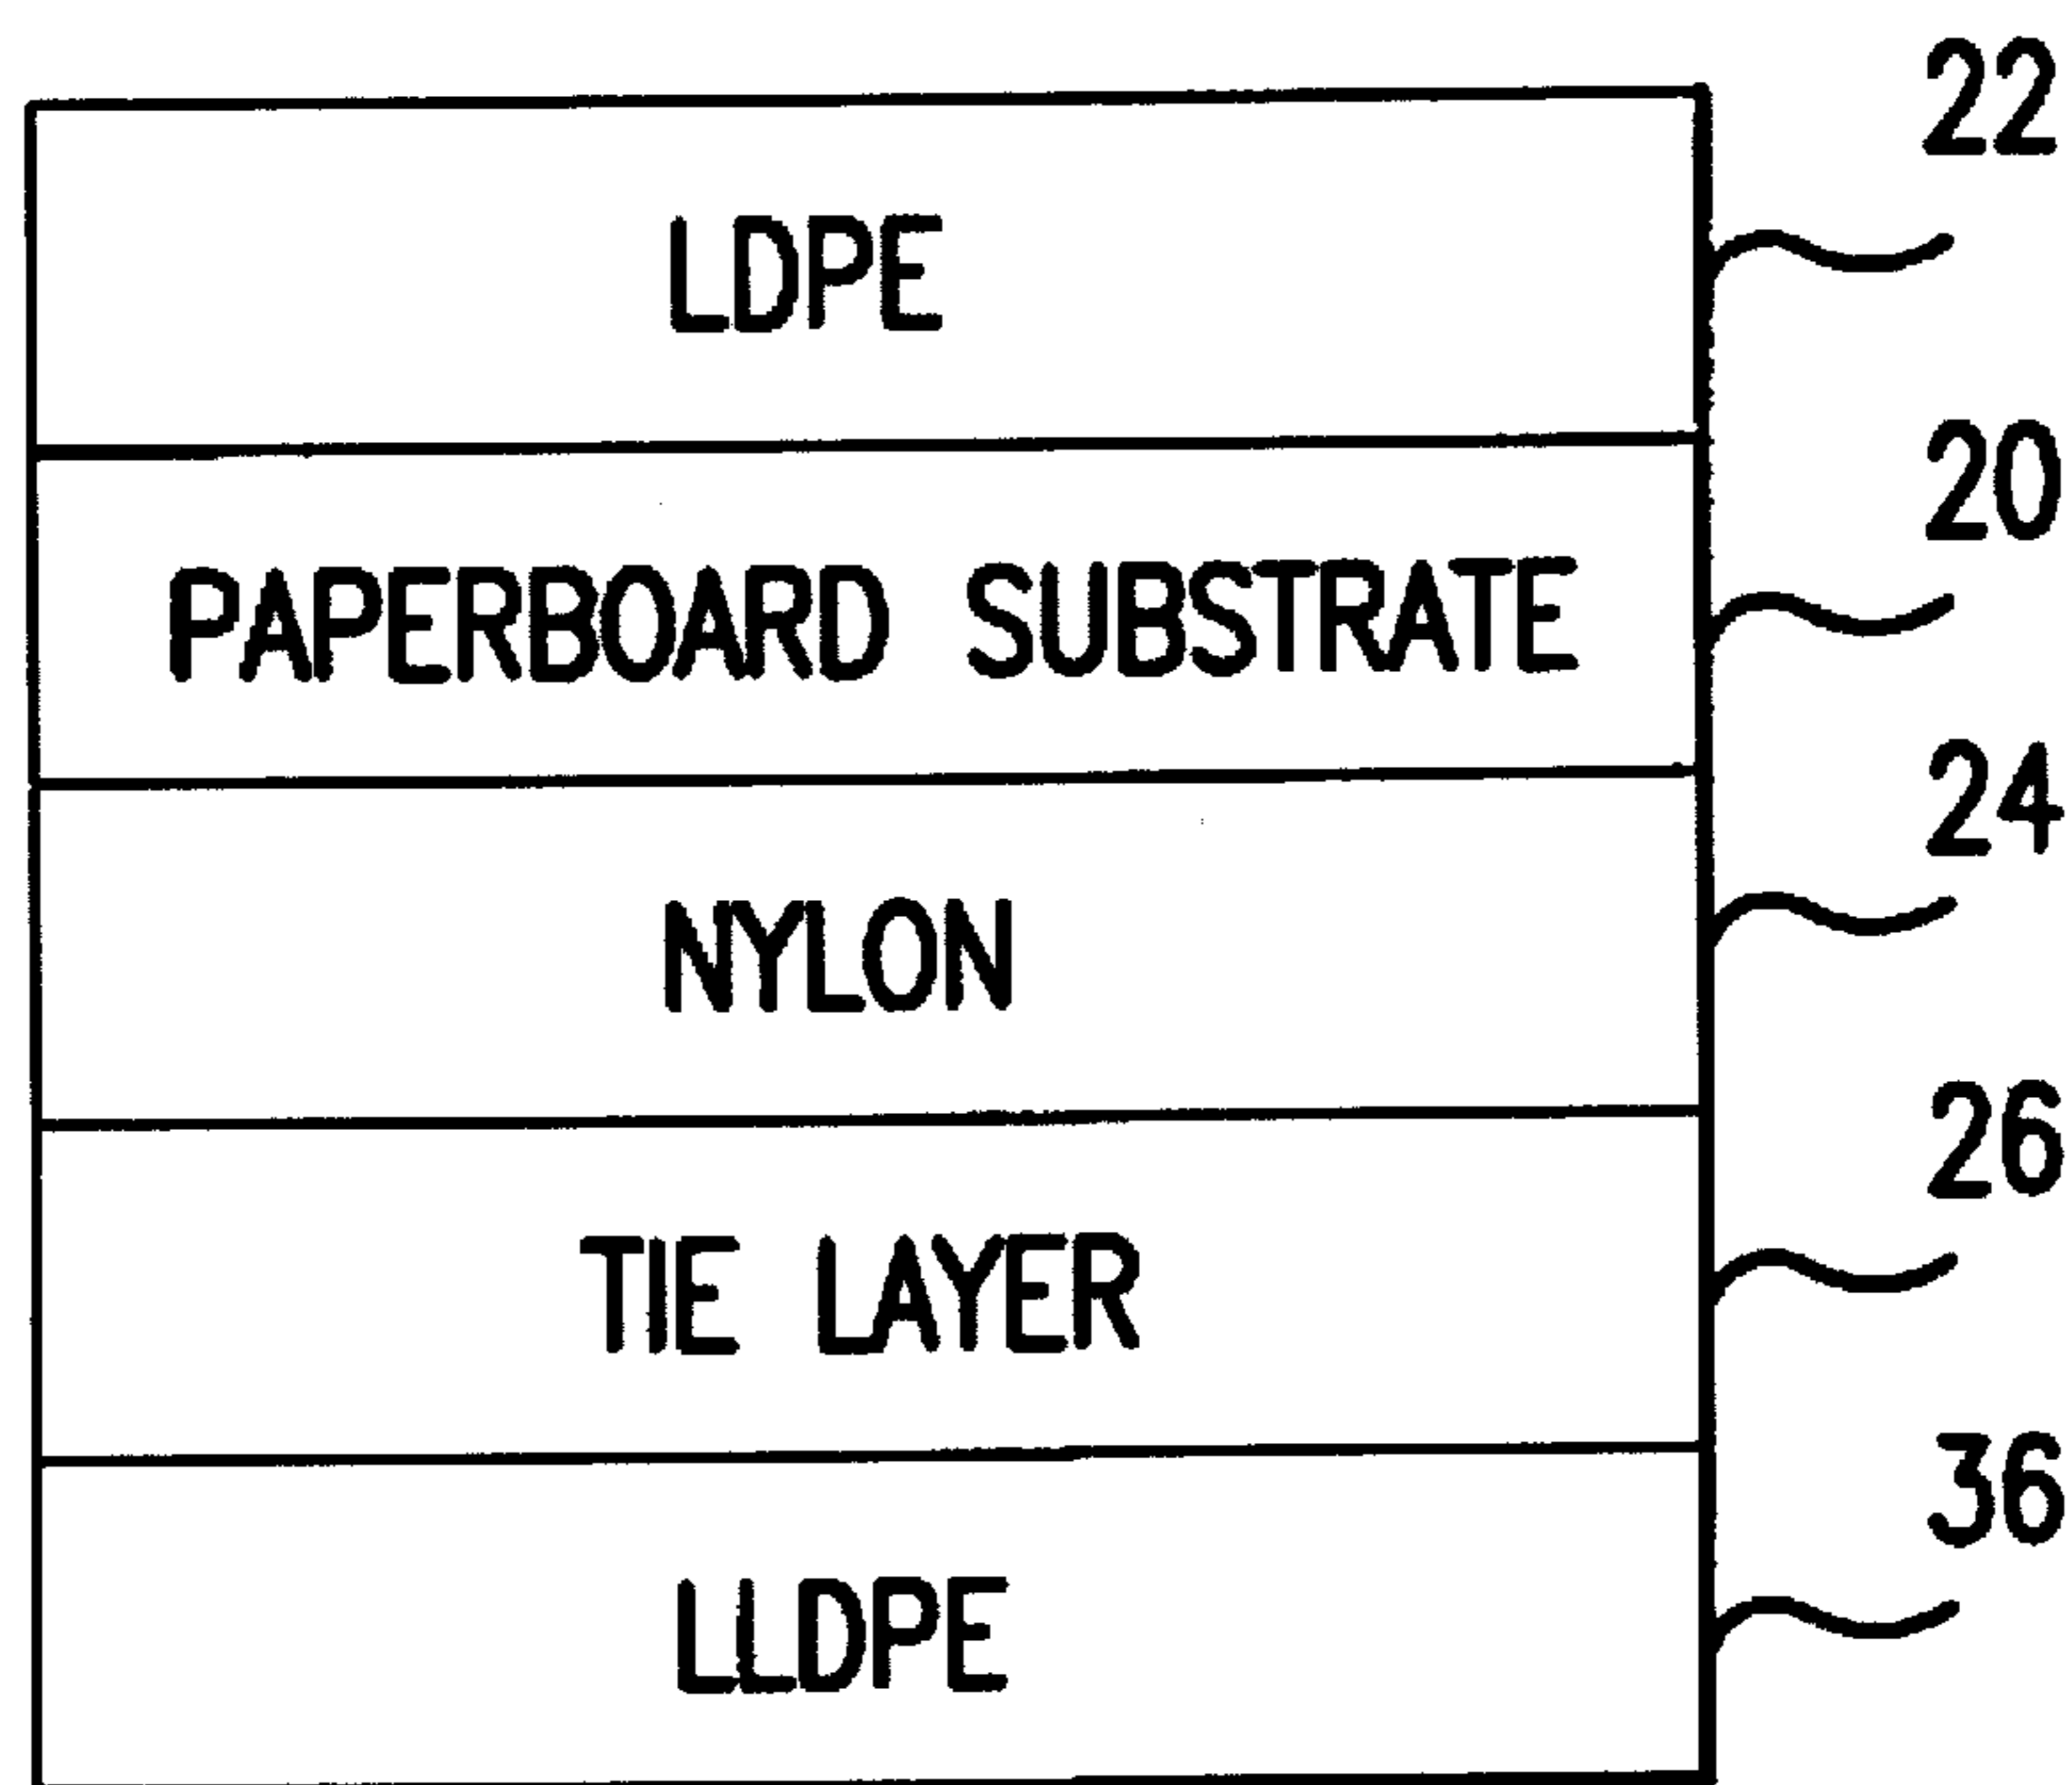 22
LDPE
20
PAPERBOARD SUBSTRATE
24
NYLON
26
TIE LAYER
36
LLDPE